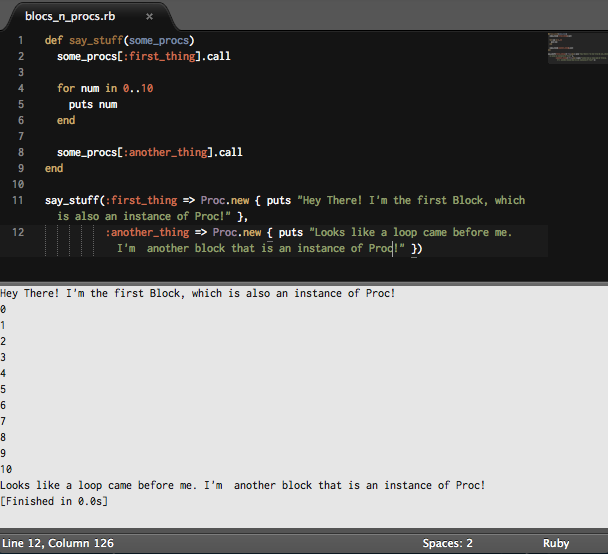 blocs_n_procs.rb ×
1 def say_stuff(some_procs)
2 some_procs[:first_thing].call
3
4 for num in 0..10
5 puts num
6 end
7
8 some_procs[:another_thing].call
9 end
10
11 say_stuff(:first_thing => Proc.new { puts "Hey There! I'm the first Block, which
is also an instance of Proc!" },
12 :another_thing => Proc.new { puts "Looks like a loop came before me.
I'm  another block that is an instance of Proc!" })
Hey There! I'm the first Block, which is also an instance of Proc!
0
1
2
3
4
5
6
7
8
9
10
Looks like a loop came before me. I'm  another block that is an instance of Proc!
[Finished in 0.0s]
Line 12, Column 126 Spaces: 2 Ruby